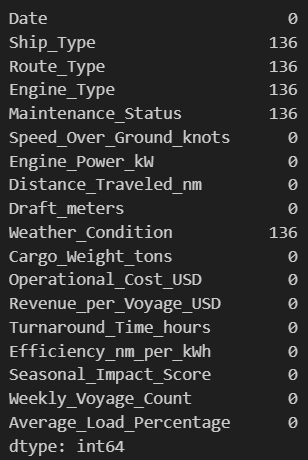 Date 0
Ship_Type 136
Route_Type 136
Engine_Type 136
Maintenance_Status 136
Speed_Over_Ground_knots 0
Engine_Power_kW 0
Distance_Traveled_nm 0
Draft_meters 0
Weather_Condition 136
Cargo_Weight_tons 0
Operational_Cost_USD 0
Revenue_per_Voyage_USD 0
Turnaround_Time_hours 0
Efficiency_nm_per_kWh 0
Seasonal_Impact_Score 0
Weekly_Voyage_Count 0
Average_Load_Percentage 0
dtype: int64